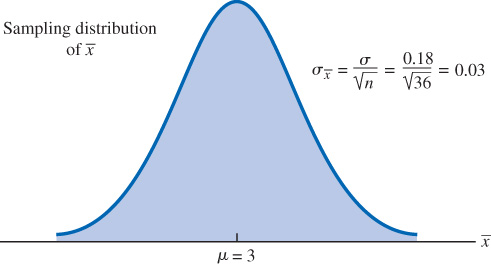 Sampling distribution
of x̅
σx̅ = σ/√n = 0.18/√36 = 0.03
x̅
μ = 3